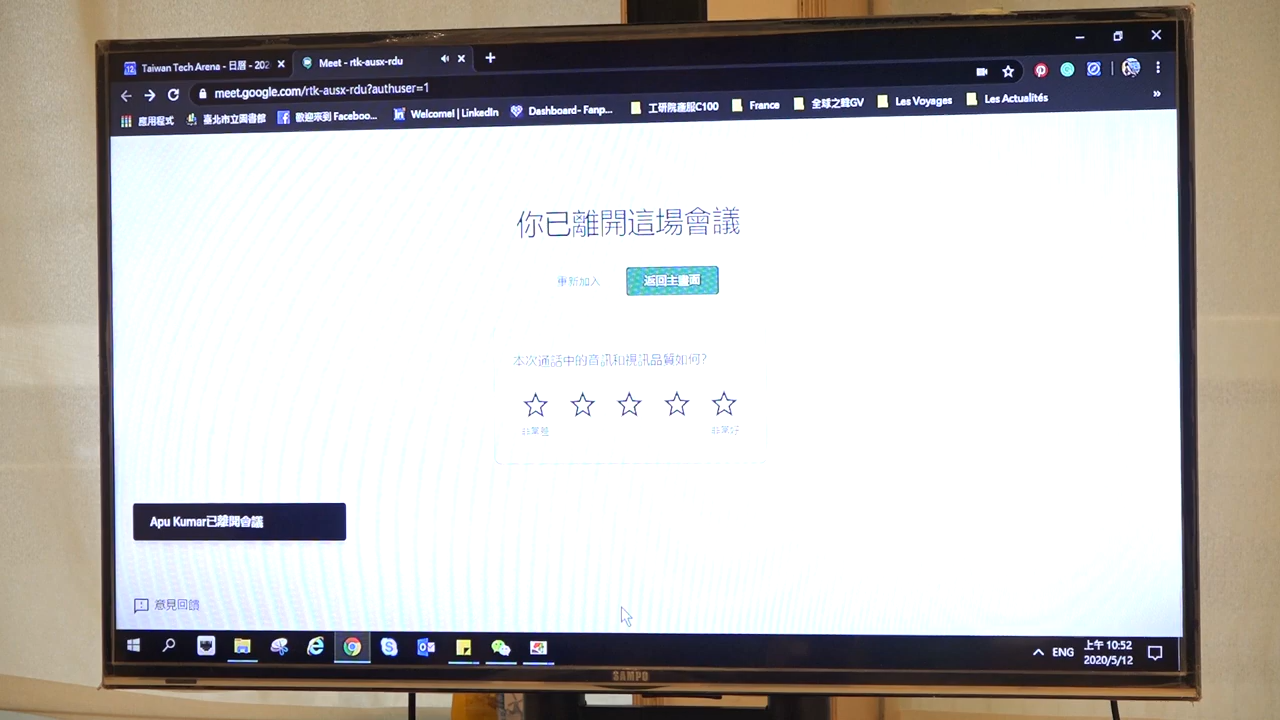 Taiwan Tech Arena - 日曆 - 202
Meet - rtk-ausx-rdu
meet.google.com/rtk-ausx-rdu?authuser=1
應用程式
臺北市立圖書館
歡迎來到 Faceboo...
Welcome! | LinkedIn
Dashboard- Fanp...
工研院產服C100
France
全球之韓GV
Les Voyages
Les Actualités
你已離開這場會議
重新加入
返回主畫面
本次通話中的音訊和視訊品質如何?
非常差
非常好
Apu Kumar已離開會議
意見回饋
ENG
上午 10:52
2020/5/12
SAMPO